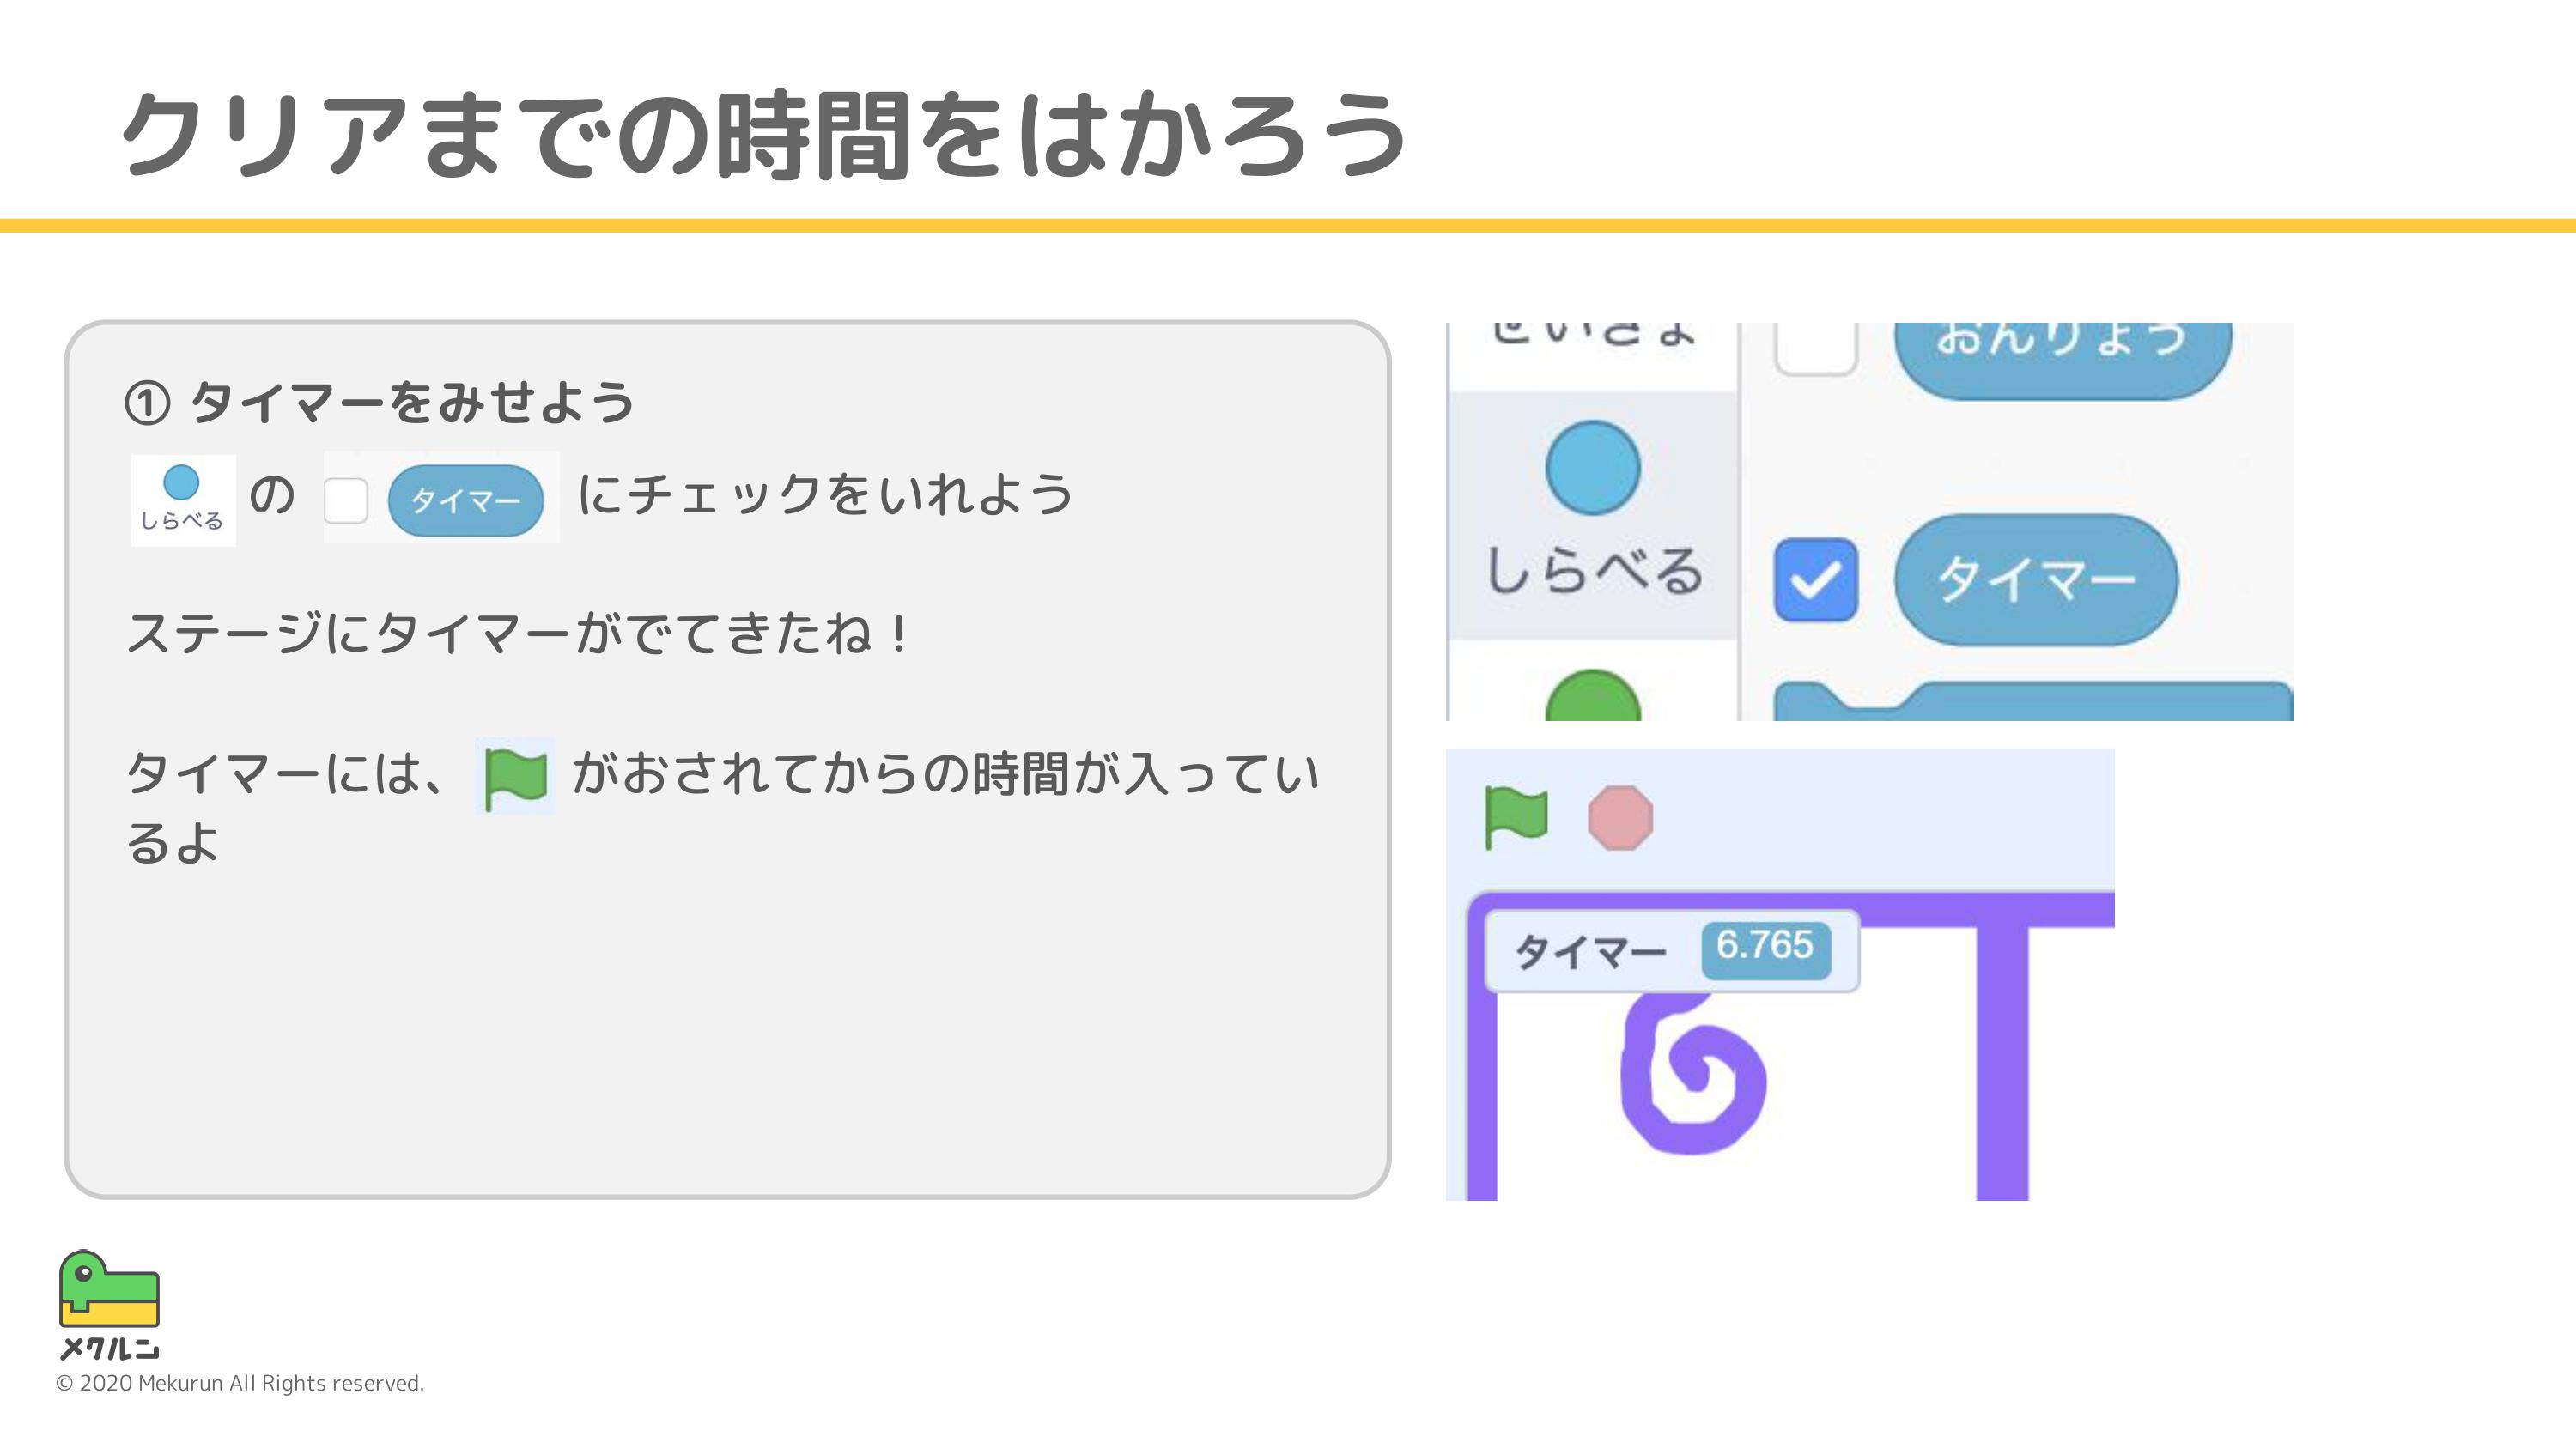 クリアまでの時間をはかろう
① タイマーをみせよう
しらべる の タイマー にチェックをいれよう
ステージにタイマーがでてきたね！
タイマーには、 がおされてからの時間が入ってい
るよ
せいぎょ
おんりょう
しらべる
タイマー
タイマー 6.765
メクルン
© 2020 Mekurun All Rights reserved.